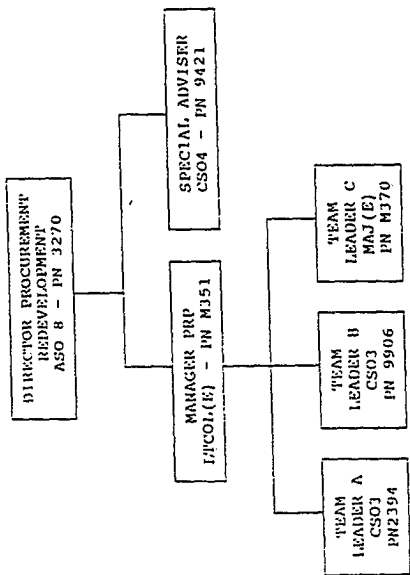 DIRECTOR PROCUREMENT
REDEVELOPMENT
ASO 8 - PN 3270
MANAGER PRP
LTCOL(E) - PN M351
SPECIAL ADVISER
CSO4 - PN 9421
TEAM
LEADER A
CSO3
PN2394
TEAM
LEADER B
CSO3
PN 9906
TEAM
LEADER C
MAJ(E)
PN M370